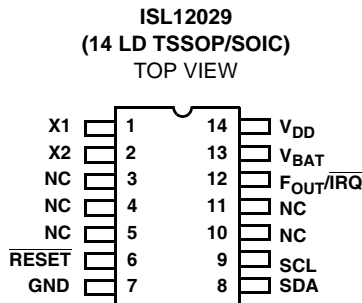 ISL12029
(14 LD TSSOP/SOIC)
TOP VIEW
X1 1 14 VDD
X2 2 13 VBAT
NC 3 12 FOUT/IRQ
NC 4 11 NC
NC 5 10 NC
RESET 6 9 SCL
GND 7 8 SDA